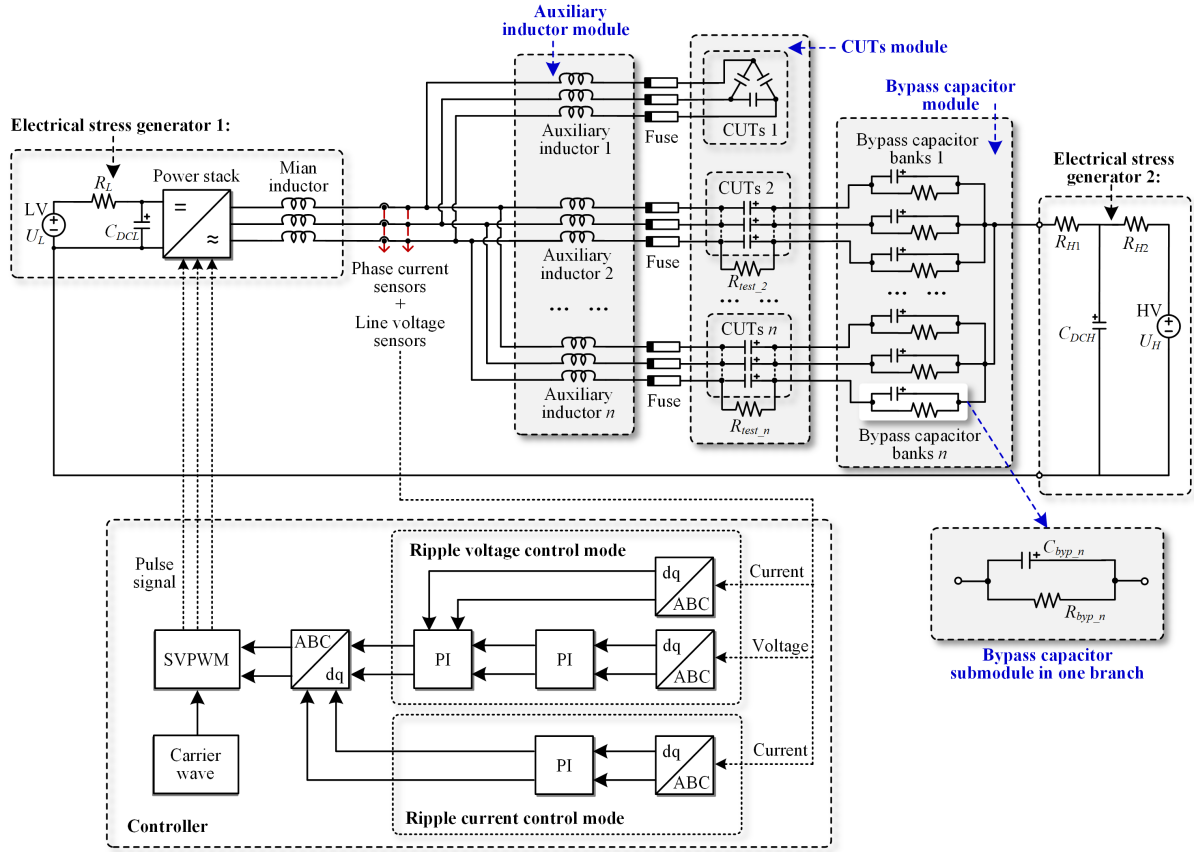 Auxiliary
inductor module
CUTs module
Bypass capacitor
module
Electrical stress generator 1:
Electrical stress
generator 2:
Power stack
Mian
inductor
R_L
LV
U_L
C_DCL
=
≈
Phase current
sensors
+
Line voltage
sensors
Auxiliary
inductor 1
Fuse
CUTs 1
Auxiliary
inductor 2
Fuse
CUTs 2
R_test_2
... ...
... ...
... ...
Auxiliary
inductor n
Fuse
CUTs n
R_test_n
Bypass capacitor
banks 1
Bypass capacitor
banks n
R_H1
R_H2
C_DCH
HV
U_H
C_byp_n
R_byp_n
Bypass capacitor
submodule in one branch
Pulse
signal
Ripple voltage control mode
dq
ABC
Current
SVPWM
ABC
dq
PI
PI
dq
ABC
Voltage
Carrier
wave
PI
dq
ABC
Current
Ripple current control mode
Controller